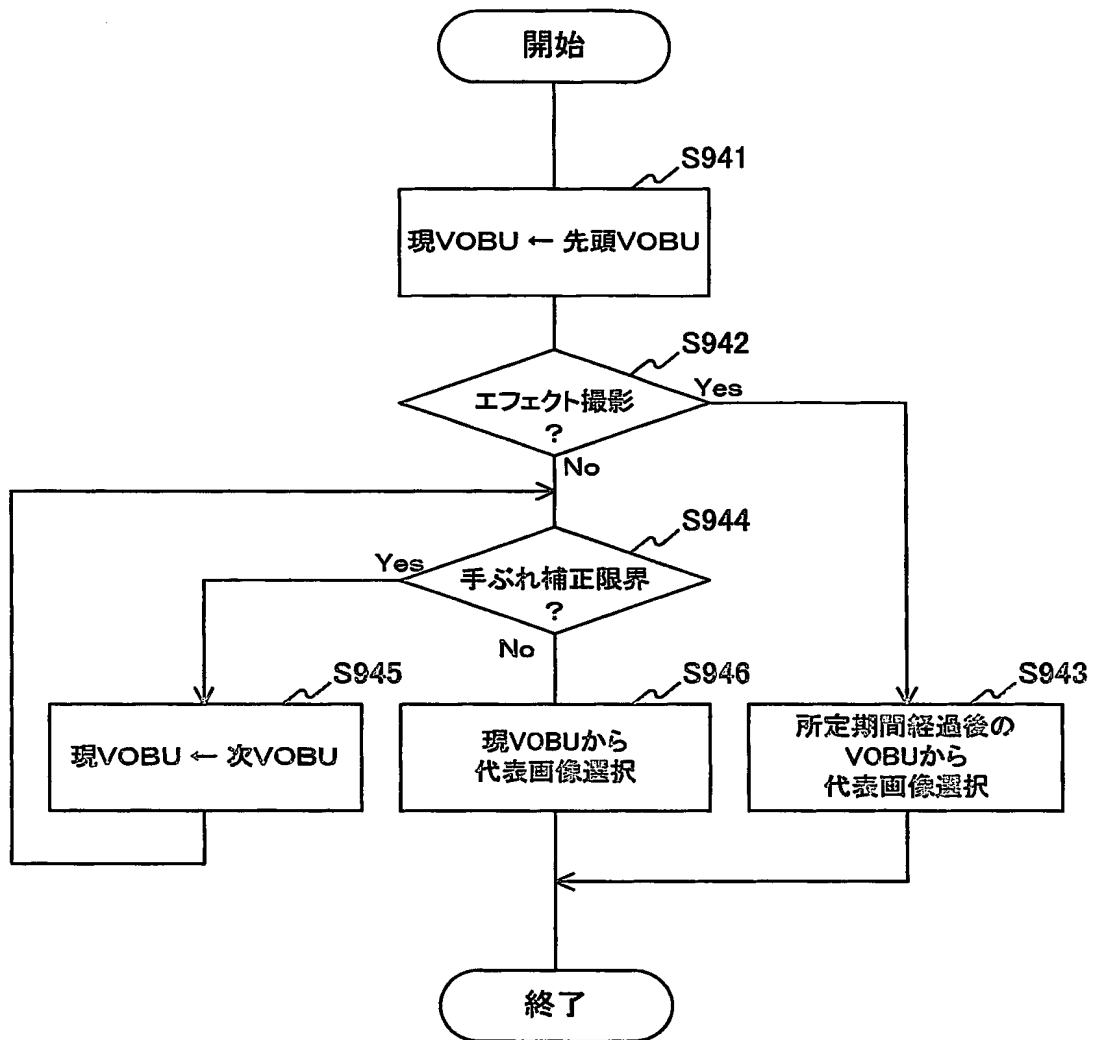 開始
S941
現VOBU ← 先頭VOBU
S942
エフェクト撮影
?
Yes
No
S944
手ぶれ補正限界
?
Yes
No
S945
現VOBU ← 次VOBU
S946
現VOBUから
代表画像選択
S943
所定期間経過後の
VOBUから
代表画像選択
終了